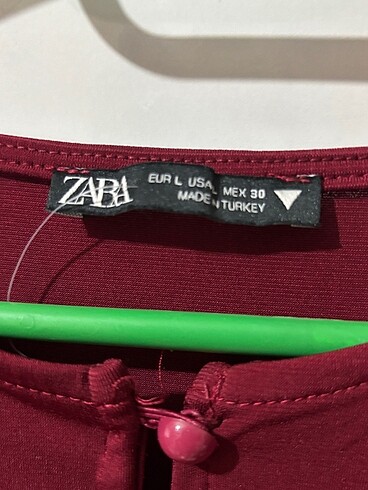 ZARA
EUR L USA L MEX 30
MADE IN TURKEY